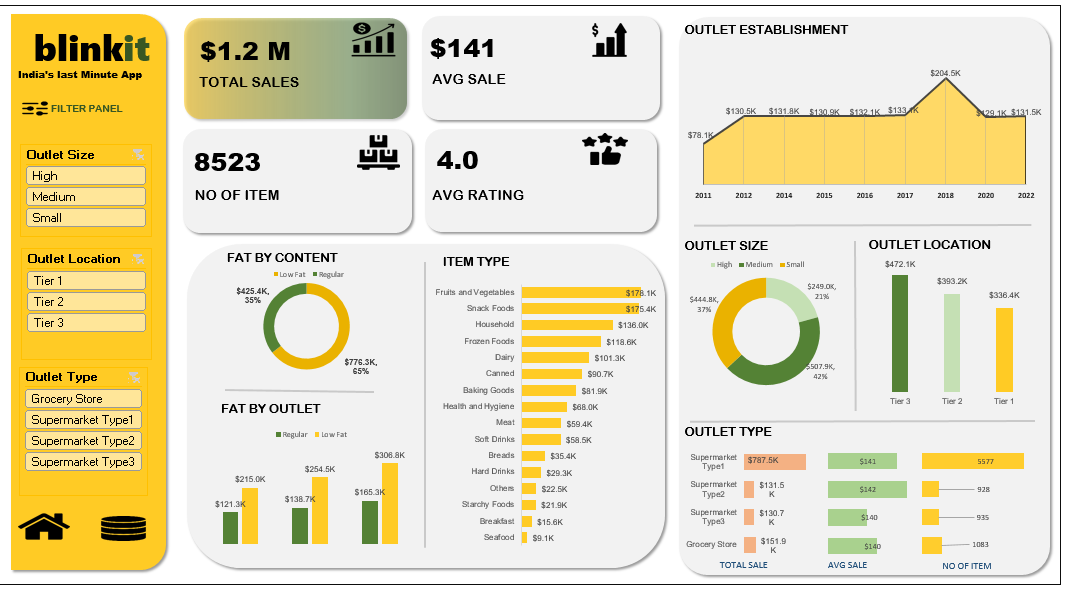 blinkit
India's last Minute App
FILTER PANEL
Outlet Size
High
Medium
Small
Outlet Location
Tier 1
Tier 2
Tier 3
Outlet Type
Grocery Store
Supermarket Type1
Supermarket Type2
Supermarket Type3
$1.2 M
TOTAL SALES
$141
AVG SALE
8523
NO OF ITEM
4.0
AVG RATING
FAT BY CONTENT
Low Fat Regular
$425.4K,
35%
$776.3K,
65%
FAT BY OUTLET
Regular Low Fat
$121.3K $215.0K $138.7K $254.5K $165.3K $306.8K
ITEM TYPE
Fruits and Vegetables $178.1K
Snack Foods $175.4K
Household $136.0K
Frozen Foods $118.6K
Dairy $101.3K
Canned $90.7K
Baking Goods $81.9K
Health and Hygiene $68.0K
Meat $59.4K
Soft Drinks $58.5K
Breads $35.4K
Hard Drinks $29.3K
Others $22.5K
Starchy Foods $21.9K
Breakfast $15.6K
Seafood $9.1K
OUTLET ESTABLISHMENT
$78.1K $130.5K $131.8K $130.9K $132.1K $133.1K $204.5K $129.1K $131.5K
2011 2012 2014 2015 2016 2017 2018 2020 2022
OUTLET SIZE
High Medium Small
$249.0K,
21%
$444.8K,
37%
$507.9K,
42%
OUTLET LOCATION
$472.1K
$393.2K
$336.4K
Tier 3 Tier 2 Tier 1
OUTLET TYPE
Supermarket
Type1 $787.5K $141 5577
Supermarket
Type2 $131.5
K $142 928
Supermarket
Type3 $130.7
K $140 935
Grocery Store $151.9
K $140 1083
TOTAL SALE AVG SALE NO OF ITEM